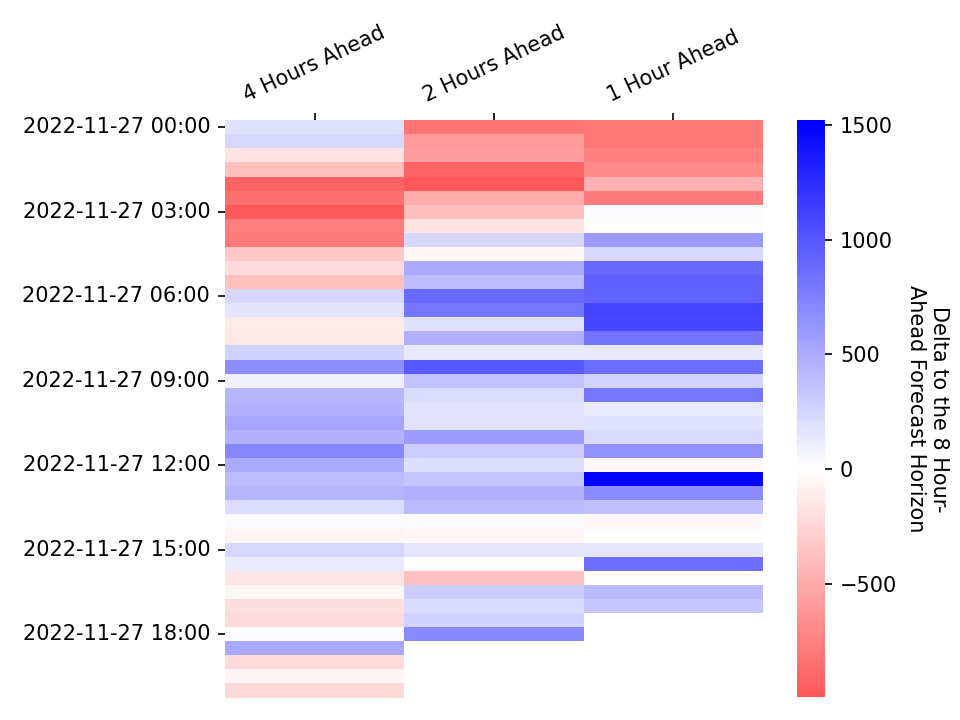 4 Hours Ahead
2 Hours Ahead
1 Hour Ahead
2022-11-27 00:00
2022-11-27 03:00
2022-11-27 06:00
2022-11-27 09:00
2022-11-27 12:00
2022-11-27 15:00
2022-11-27 18:00
1500
1000
500
0
−500
Delta to the 8 Hour-
Ahead Forecast Horizon